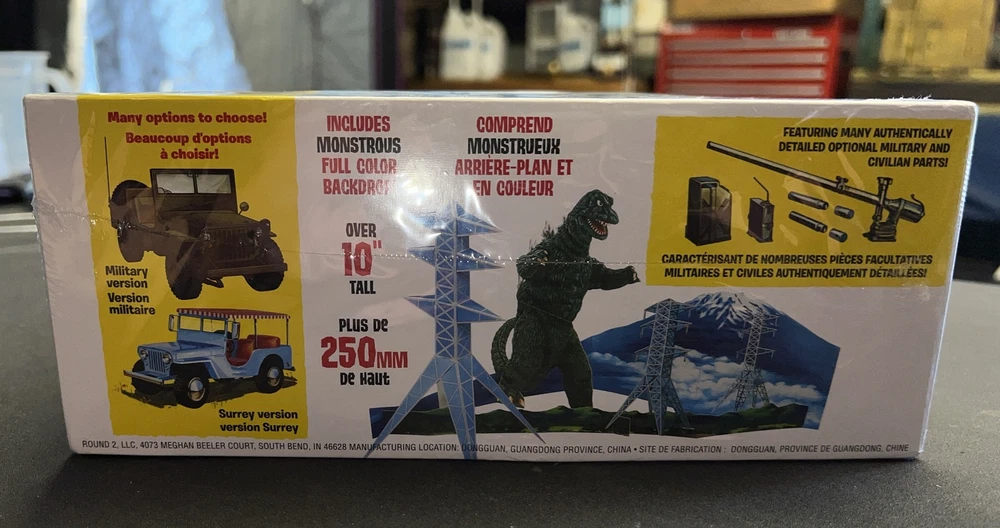 Many options to choose!
Beaucoup d'options
à choisir!
Military
version
Version
militaire
Surrey version
version Surrey
INCLUDES
MONSTROUS
FULL COLOR
BACKDROP
OVER
10"
TALL
PLUS DE
250MM
DE HAUT
COMPREND
MONSTRUEUX
ARRIÈRE-PLAN ET
EN COULEUR
FEATURING MANY AUTHENTICALLY
DETAILED OPTIONAL MILITARY AND
CIVILIAN PARTS!
CARACTÉRISANT DE NOMBREUSES PIÈCES FACULTATIVES
MILITAIRES ET CIVILES AUTHENTIQUEMENT DÉTAILLÉES!
ROUND 2, LLC, 4073 MEGHAN BEELER COURT, SOUTH BEND, IN 46628 MANUFACTURING LOCATION: DONGGUAN, GUANGDONG PROVINCE, CHINA • SITE DE FABRICATION : DONGGUAN, PROVINCE DE GUANGDONG, CHINE